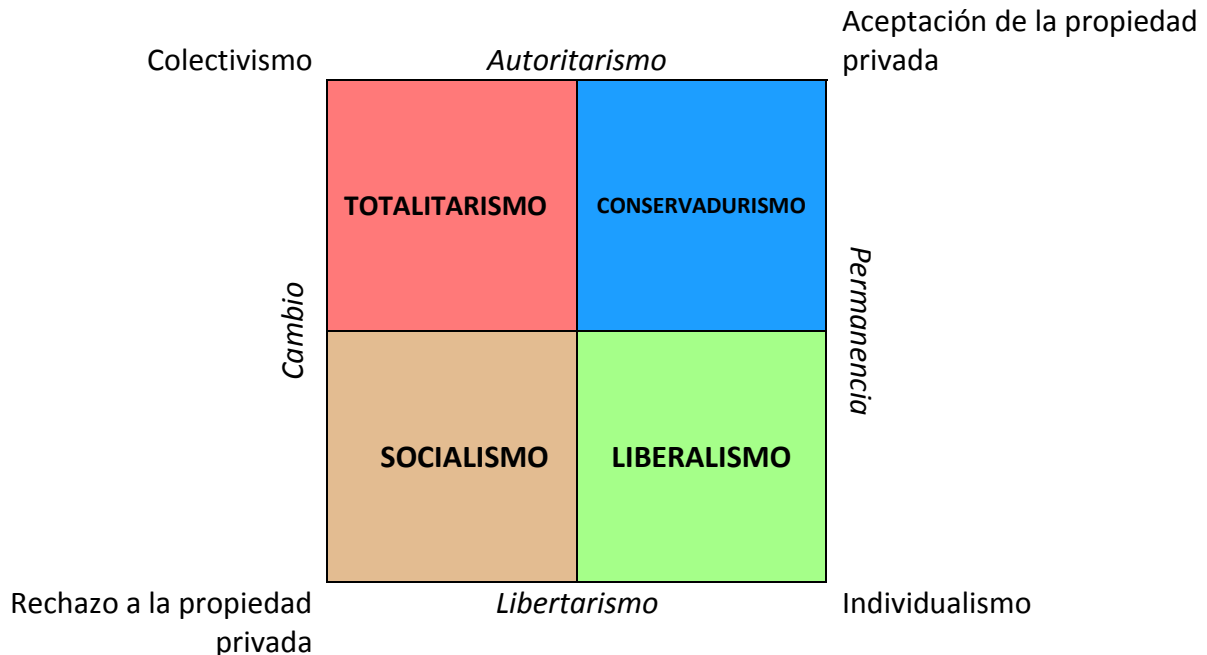 Aceptación de la propiedad
Colectivismo Autoritarismo privada
TOTALITARISMO CONSERVADURISMO
Cambio Permanencia
SOCIALISMO LIBERALISMO
Rechazo a la propiedad Libertarismo Individualismo
privada